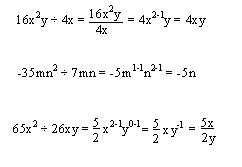 16x²y ÷ 4x = 16x²y/4x = 4x²⁻¹y = 4xy
-35mn² ÷ 7mn = -5m¹⁻¹n²⁻¹ = -5n
65x² ÷ 26xy = 5/2 x²⁻¹y⁰⁻¹ = 5/2 x y⁻¹ = 5x/2y